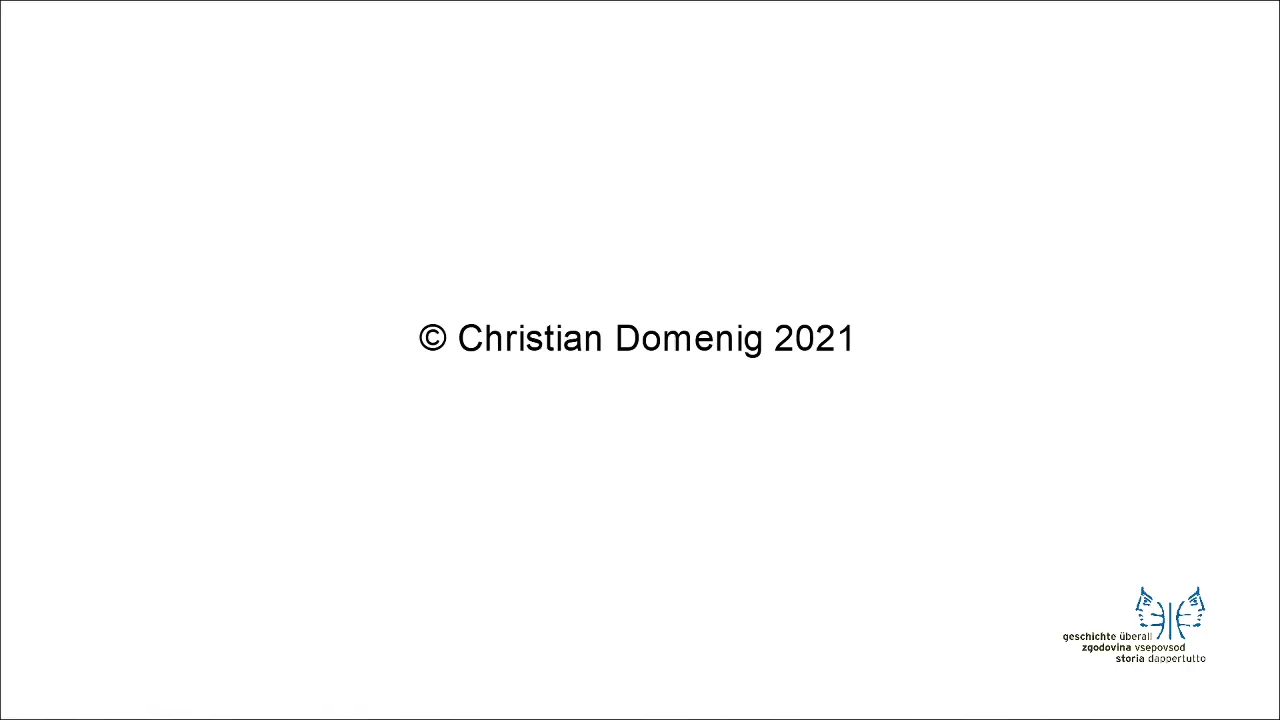 © Christian Domenig 2021
geschichte überall
zgodovina vsepovsod
storia dappertutto